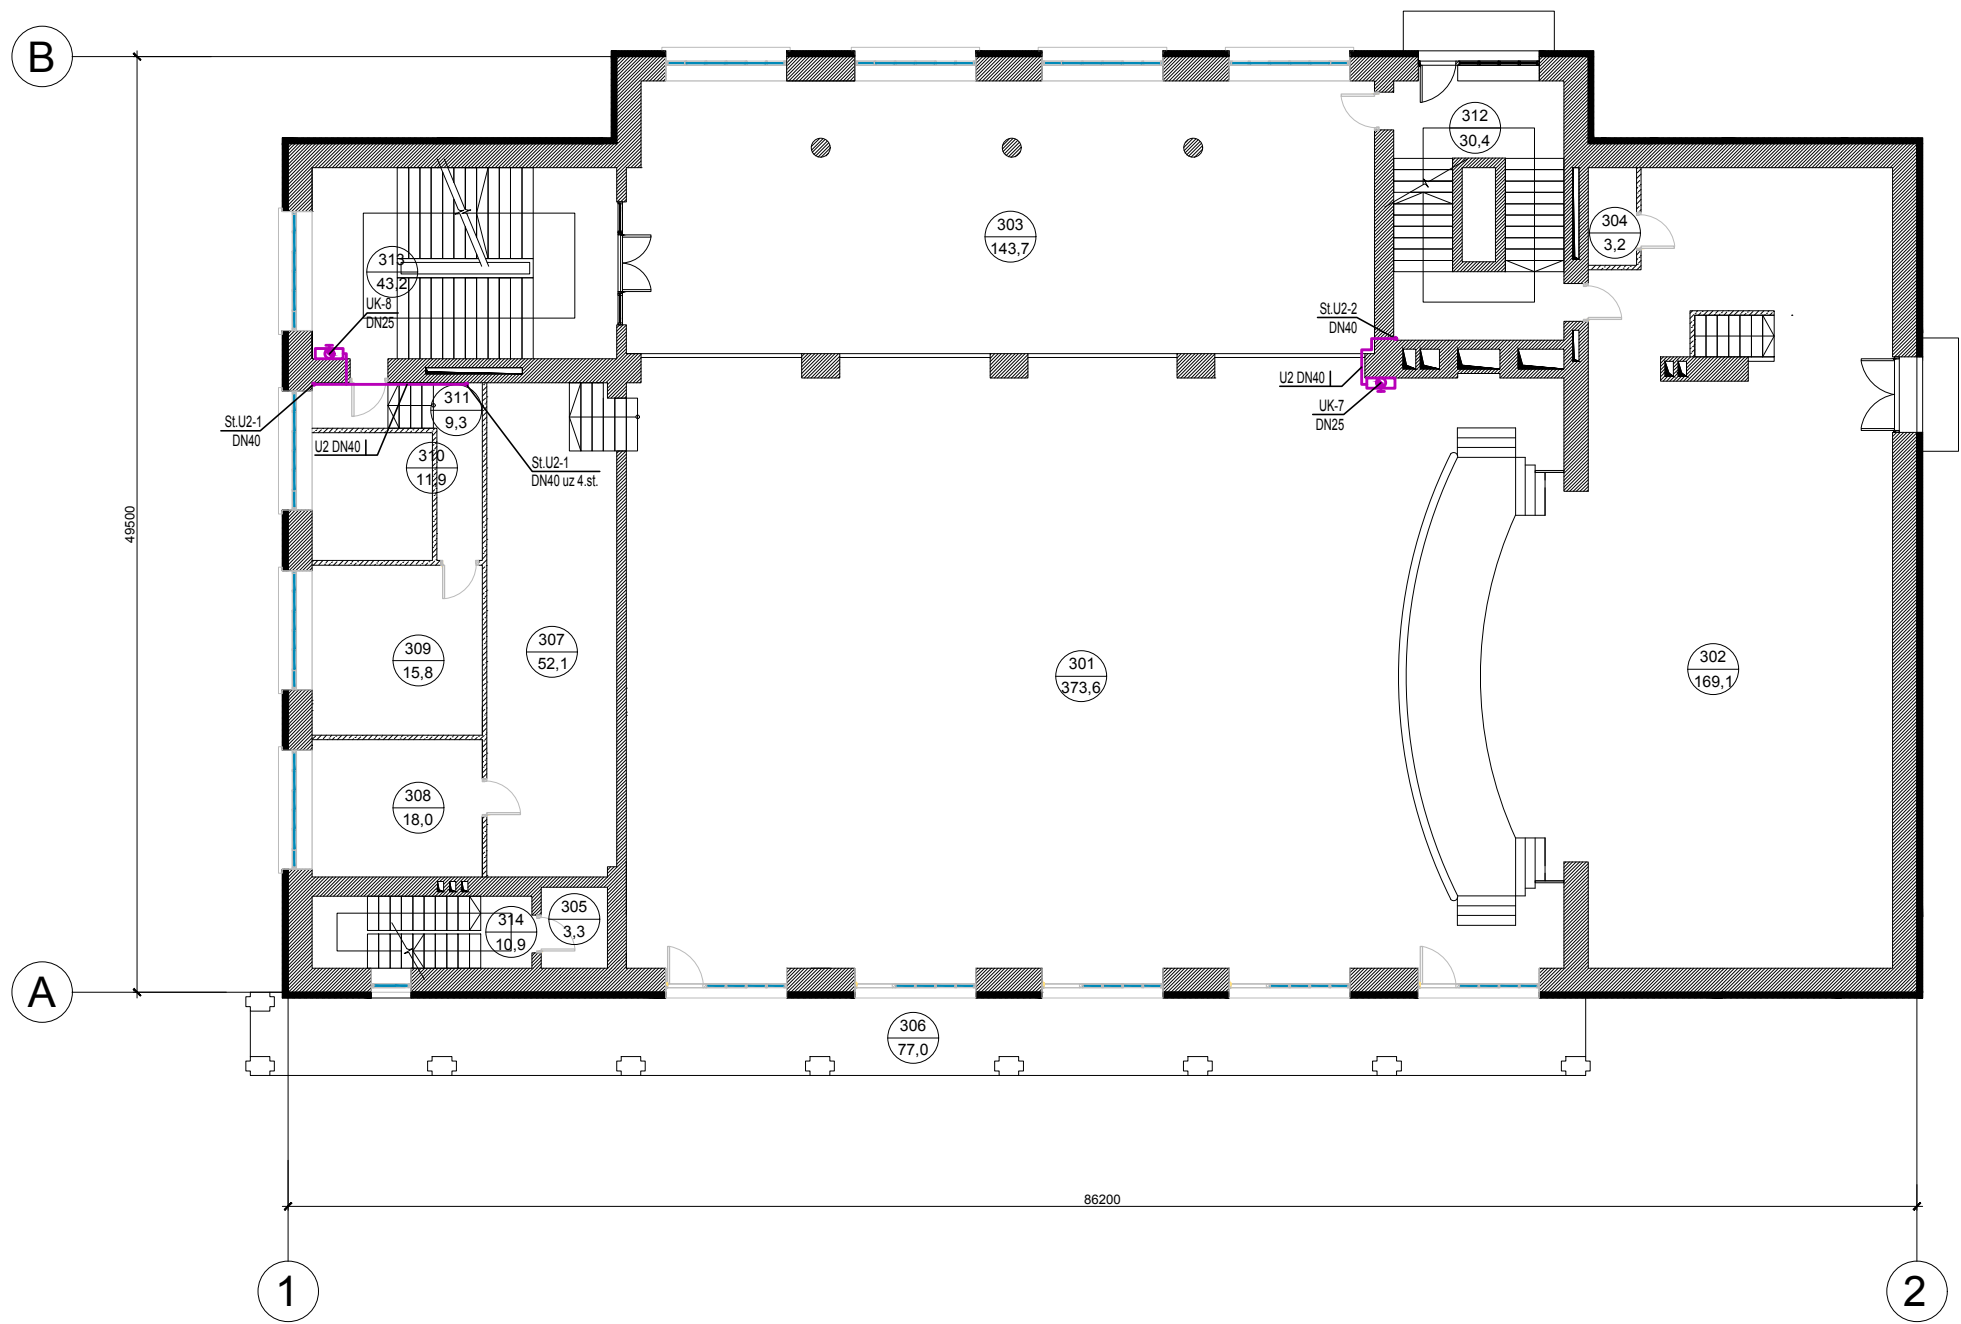 B
312
30,4
303
143,7
304
3,2
313
43,2
UK-8
DN25
St.U2-2
DN40
U2 DN40
UK-7
DN25
311
9,3
St.U2-1
DN40
U2 DN40
310
11,9
St.U2-1
DN40 uz 4.st.
49500
309
15,8
307
52,1
301
373,6
302
169,1
308
18,0
314
10,9
305
3,3
A
306
77,0
86200
1
2